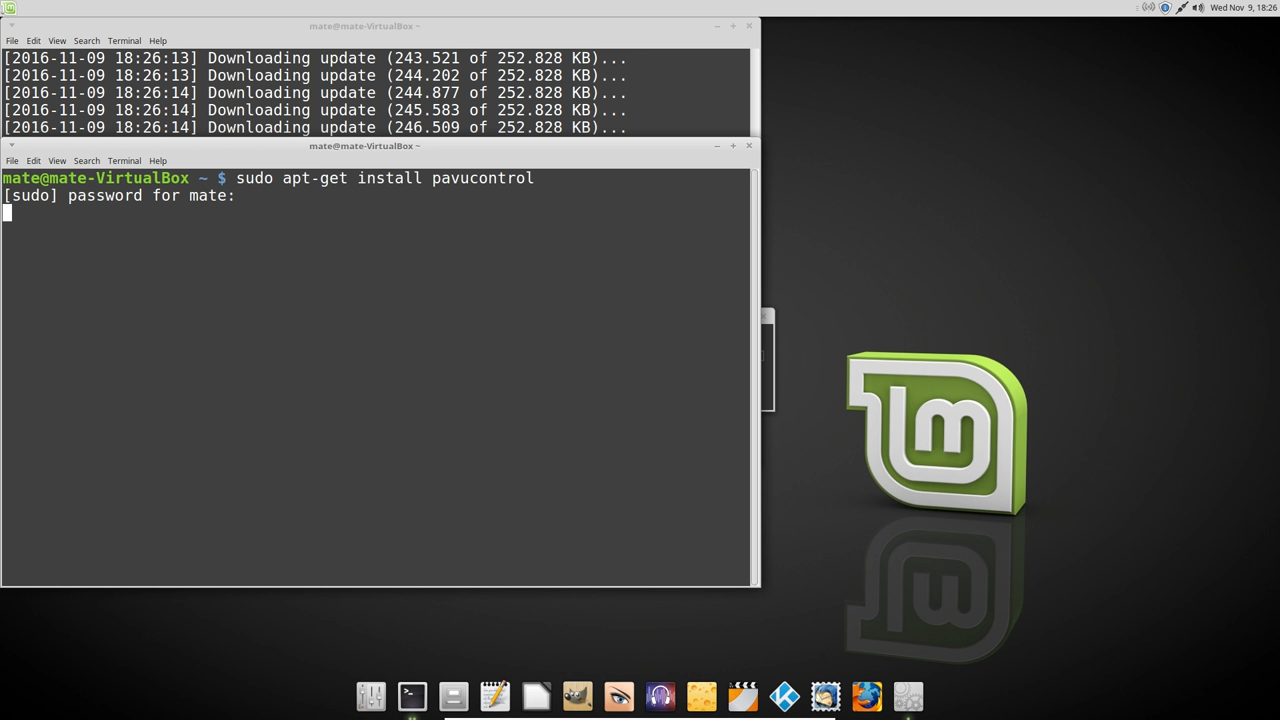 Wed Nov 9, 18:26
mate@mate-VirtualBox ~
File Edit View Search Terminal Help
[2016-11-09 18:26:13] Downloading update (243.521 of 252.828 KB)...
[2016-11-09 18:26:13] Downloading update (244.202 of 252.828 KB)...
[2016-11-09 18:26:14] Downloading update (244.877 of 252.828 KB)...
[2016-11-09 18:26:14] Downloading update (245.583 of 252.828 KB)...
[2016-11-09 18:26:14] Downloading update (246.509 of 252.828 KB)...
mate@mate-VirtualBox ~
File Edit View Search Terminal Help
mate@mate-VirtualBox ~ $ sudo apt-get install pavucontrol
[sudo] password for mate: